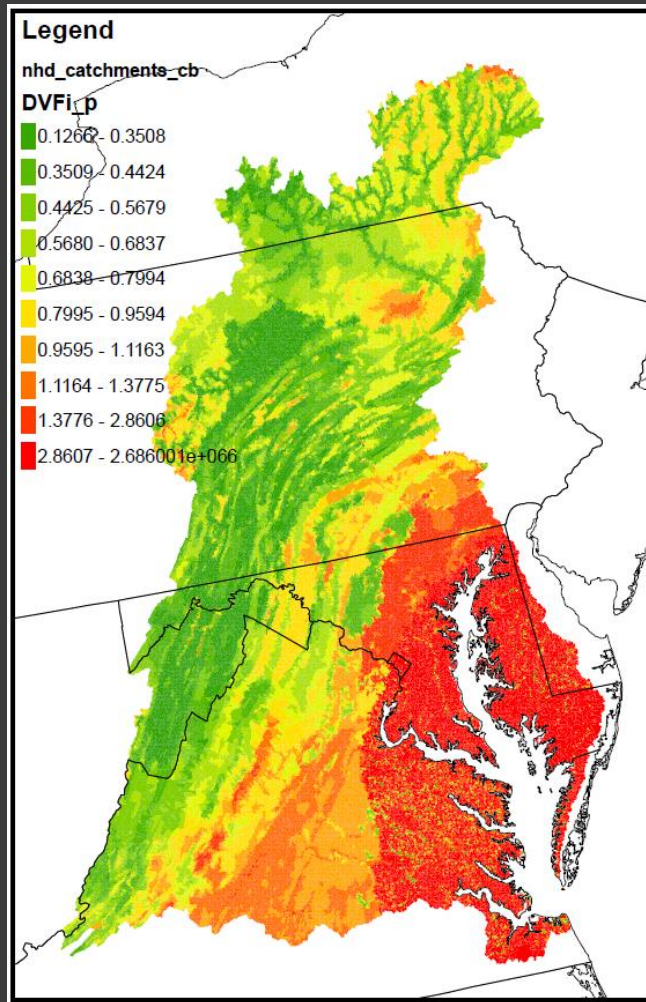 Legend
nhd_catchments_cb
DVFi_p
0.1266 - 0.3508
0.3509 - 0.4424
0.4425 - 0.5679
0.5680 - 0.6837
0.6838 - 0.7994
0.7995 - 0.9594
0.9595 - 1.1163
1.1164 - 1.3775
1.3776 - 2.8606
2.8607 - 2.686001e+066